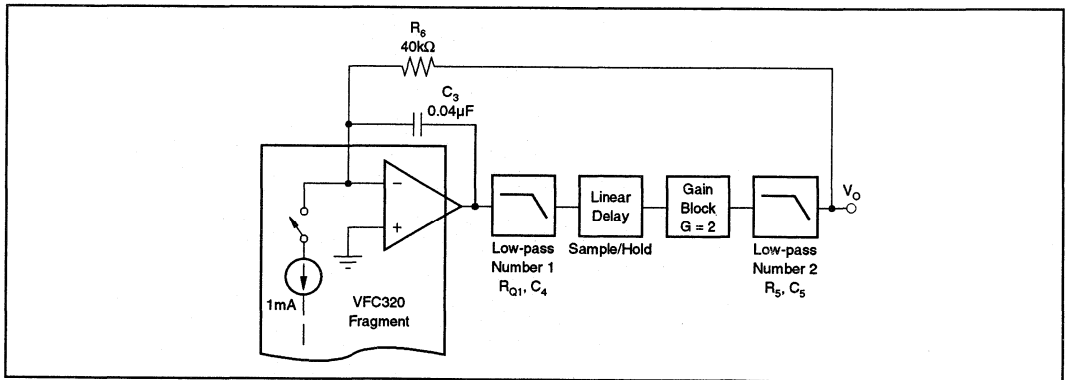 R6
40kΩ
C3
0.04µF
−
+
1mA
VFC320
Fragment
Low-pass
Number 1
RQ1, C4
Linear
Delay
Sample/Hold
Gain
Block
G = 2
Low-pass
Number 2
R5, C5
VO